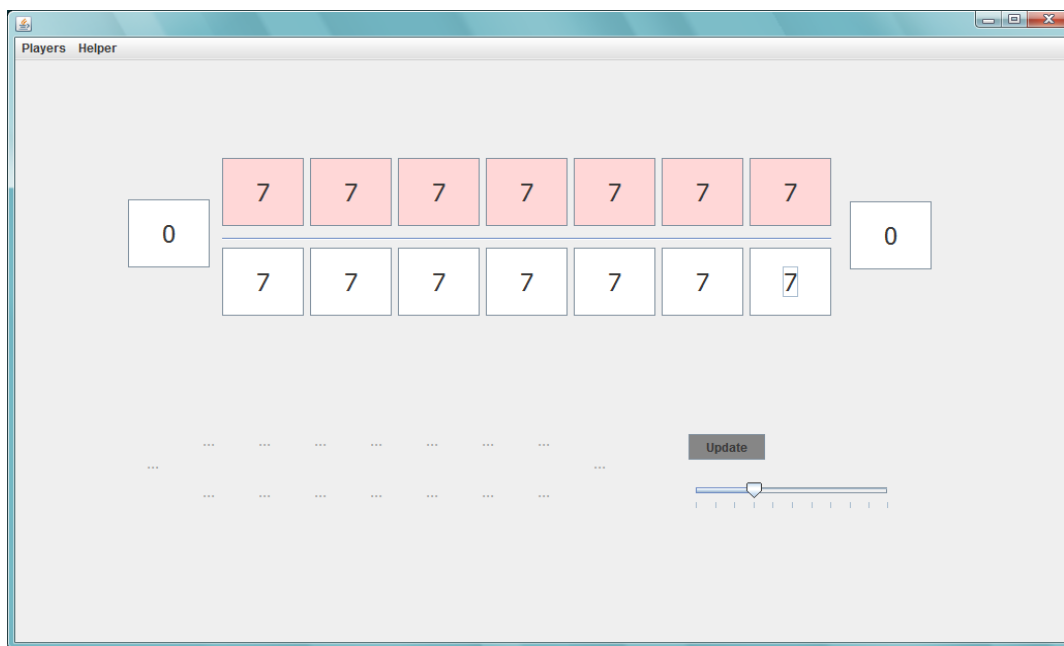 Players Helper
7 7 7 7 7 7 7
0 0
7 7 7 7 7 7 7
... ... ... ... ... ... ...
Update
... ...
... ... ... ... ... ... ...